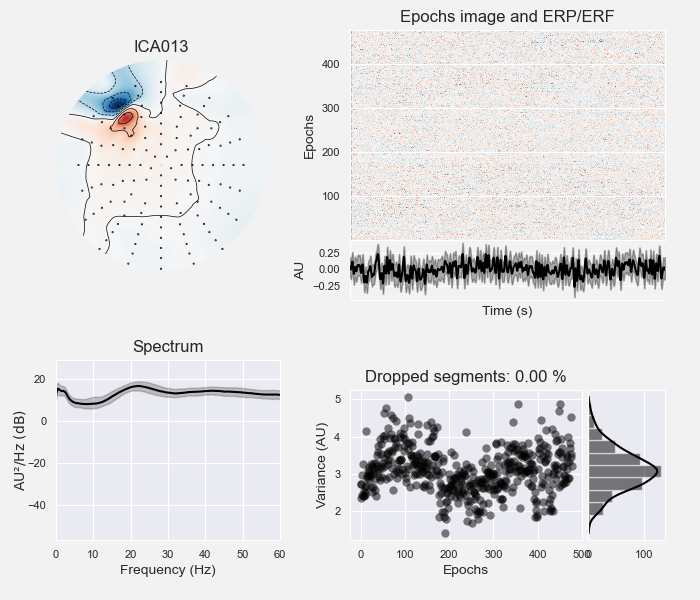 ICA013
Epochs image and ERP/ERF
Epochs
400
300
200
100
AU
0.25
0.00
−0.25
Time (s)
Spectrum
AU²/Hz (dB)
20
0
−20
−40
0 10 20 30 40 50 60
Frequency (Hz)
Dropped segments: 0.00 %
Variance (AU)
5
4
3
2
0 100 200 300 400 500
Epochs
0 100